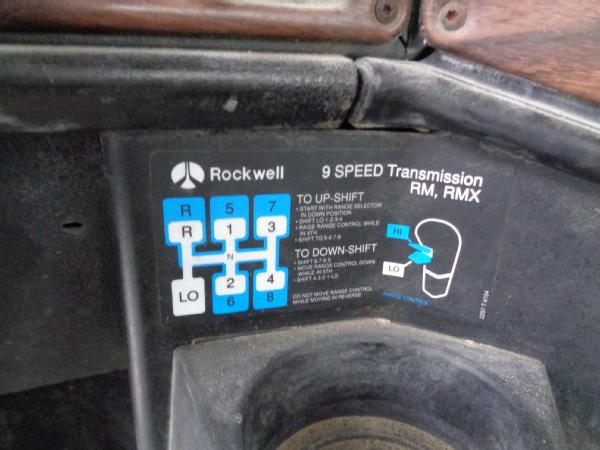 Rockwell
9 SPEED Transmission
RM, RMX
R 5 7
R 1 3
N
LO 2 4
6 8
TO UP-SHIFT
• START WITH RANGE SELECTOR
IN DOWN POSITION
• SHIFT LO-1-2-3-4
• RAISE RANGE CONTROL WHILE
IN 4TH
• SHIFT TO 5-6-7-8
TO DOWN-SHIFT
• SHIFT 8-7-6-5
• MOVE RANGE CONTROL DOWN
WHILE IN 5TH
• SHIFT 4-3-2-1-LO
DO NOT MOVE RANGE CONTROL
WHILE MOVING IN REVERSE
HI
LO
RANGE CONTROL